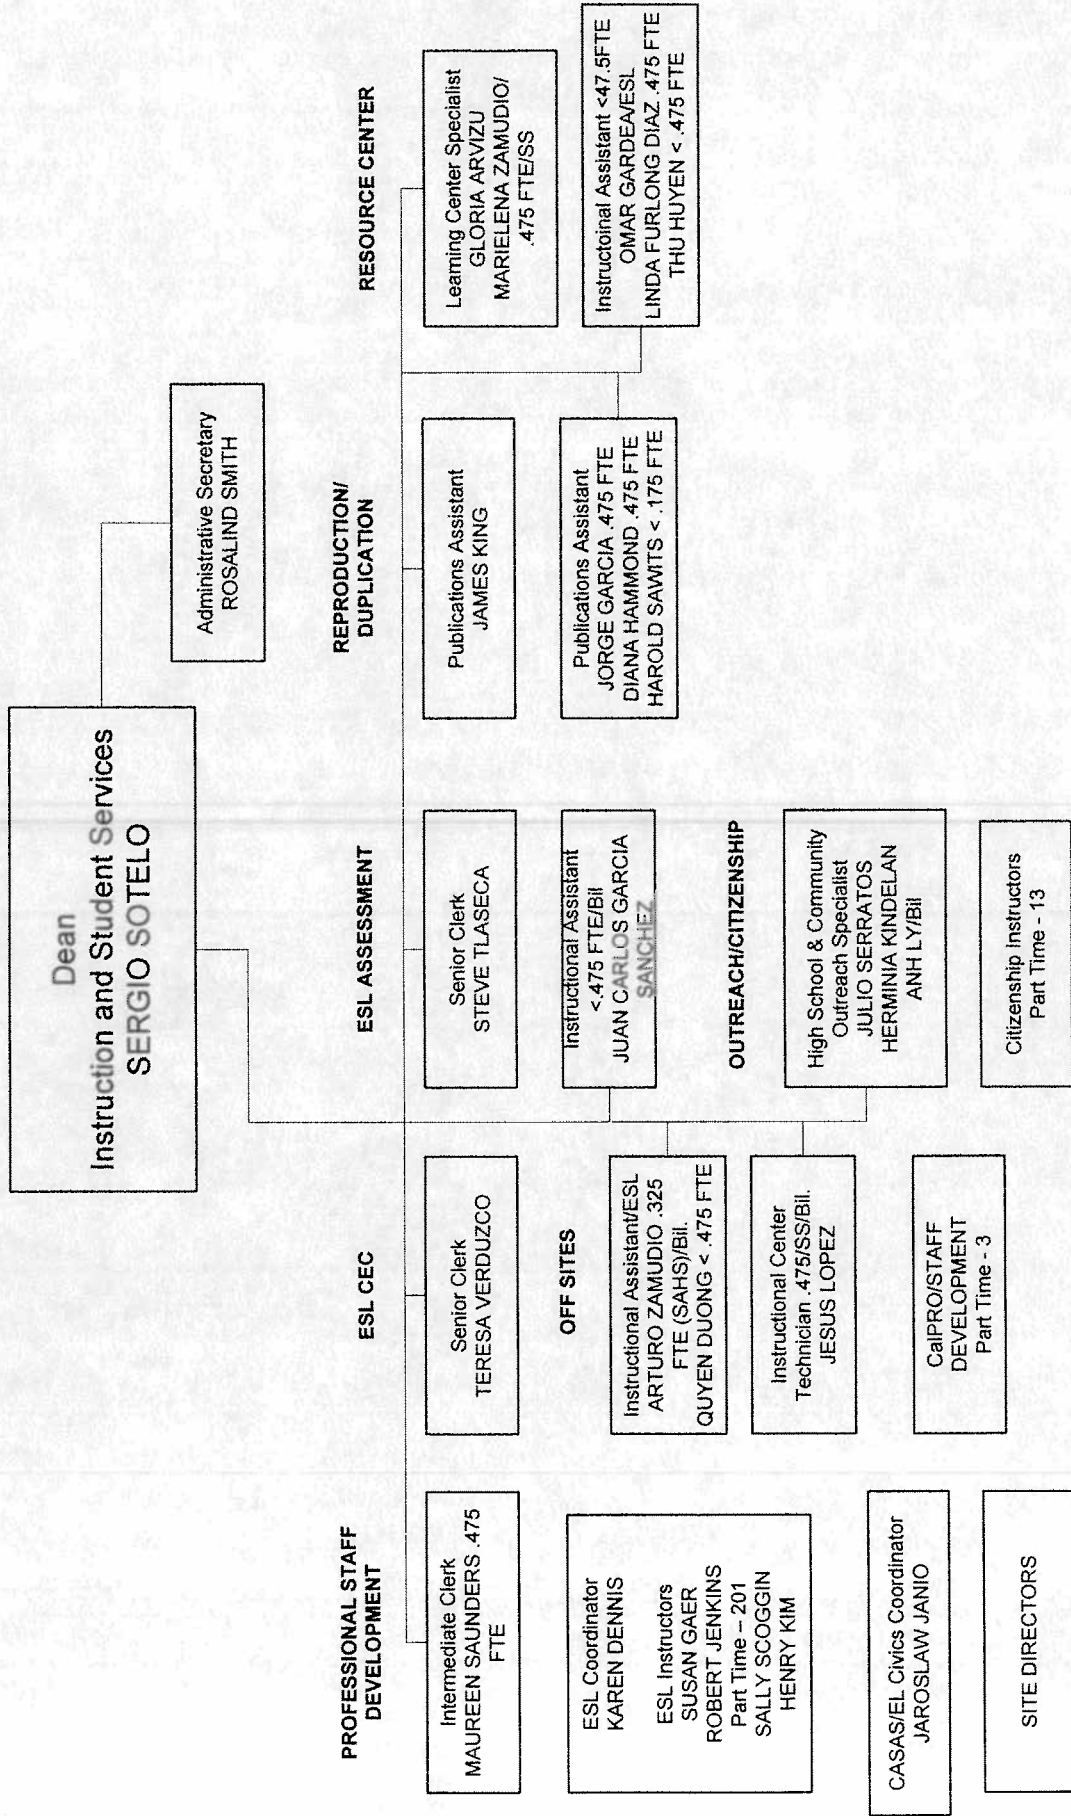 Dean
Instruction and Student Services
SERGIO SOTELO
Administrative Secretary
ROSALIND SMITH
PROFESSIONAL STAFF
DEVELOPMENT
Intermediate Clerk
MAUREEN SAUNDERS .475
FTE
ESL Coordinator
KAREN DENNIS
ESL Instructors
SUSAN GAER
ROBERT JENKINS
Part Time – 201
SALLY SCOGGIN
HENRY KIM
CASAS/EL Civics Coordinator
JAROSLAW JANIO
SITE DIRECTORS
ESL CEC
Senior Clerk
TERESA VERDUZCO
OFF SITES
Instructional Assistant/ESL
ARTURO ZAMUDIO .325
FTE (SAHS)/Bil.
QUYEN DUONG < .475 FTE
Instructional Center
Technician .475/SS/Bil.
JESUS LOPEZ
CalPRO/STAFF
DEVELOPMENT
Part Time - 3
ESL ASSESSMENT
Senior Clerk
STEVE TLASECA
Instructional Assistant
<.475 FTE/Bil
JUAN CARLOS GARCIA
SANCHEZ
OUTREACH/CITIZENSHIP
High School & Community
Outreach Specialist
JULIO SERRATOS
HERMINIA KINDELAN
ANH LY/Bil
Citizenship Instructors
Part Time - 13
REPRODUCTION/
DUPLICATION
Publications Assistant
JAMES KING
Publications Assistant
JORGE GARCIA .475 FTE
DIANA HAMMOND .475 FTE
HAROLD SAWITS < .175 FTE
RESOURCE CENTER
Learning Center Specialist
GLORIA ARVIZU
MARIELENA ZAMUDIO/
.475 FTE/SS
Instructoinal Assistant <47.5FTE
OMAR GARDEA/ESL
LINDA FURLONG DIAZ .475 FTE
THU HUYEN < .475 FTE